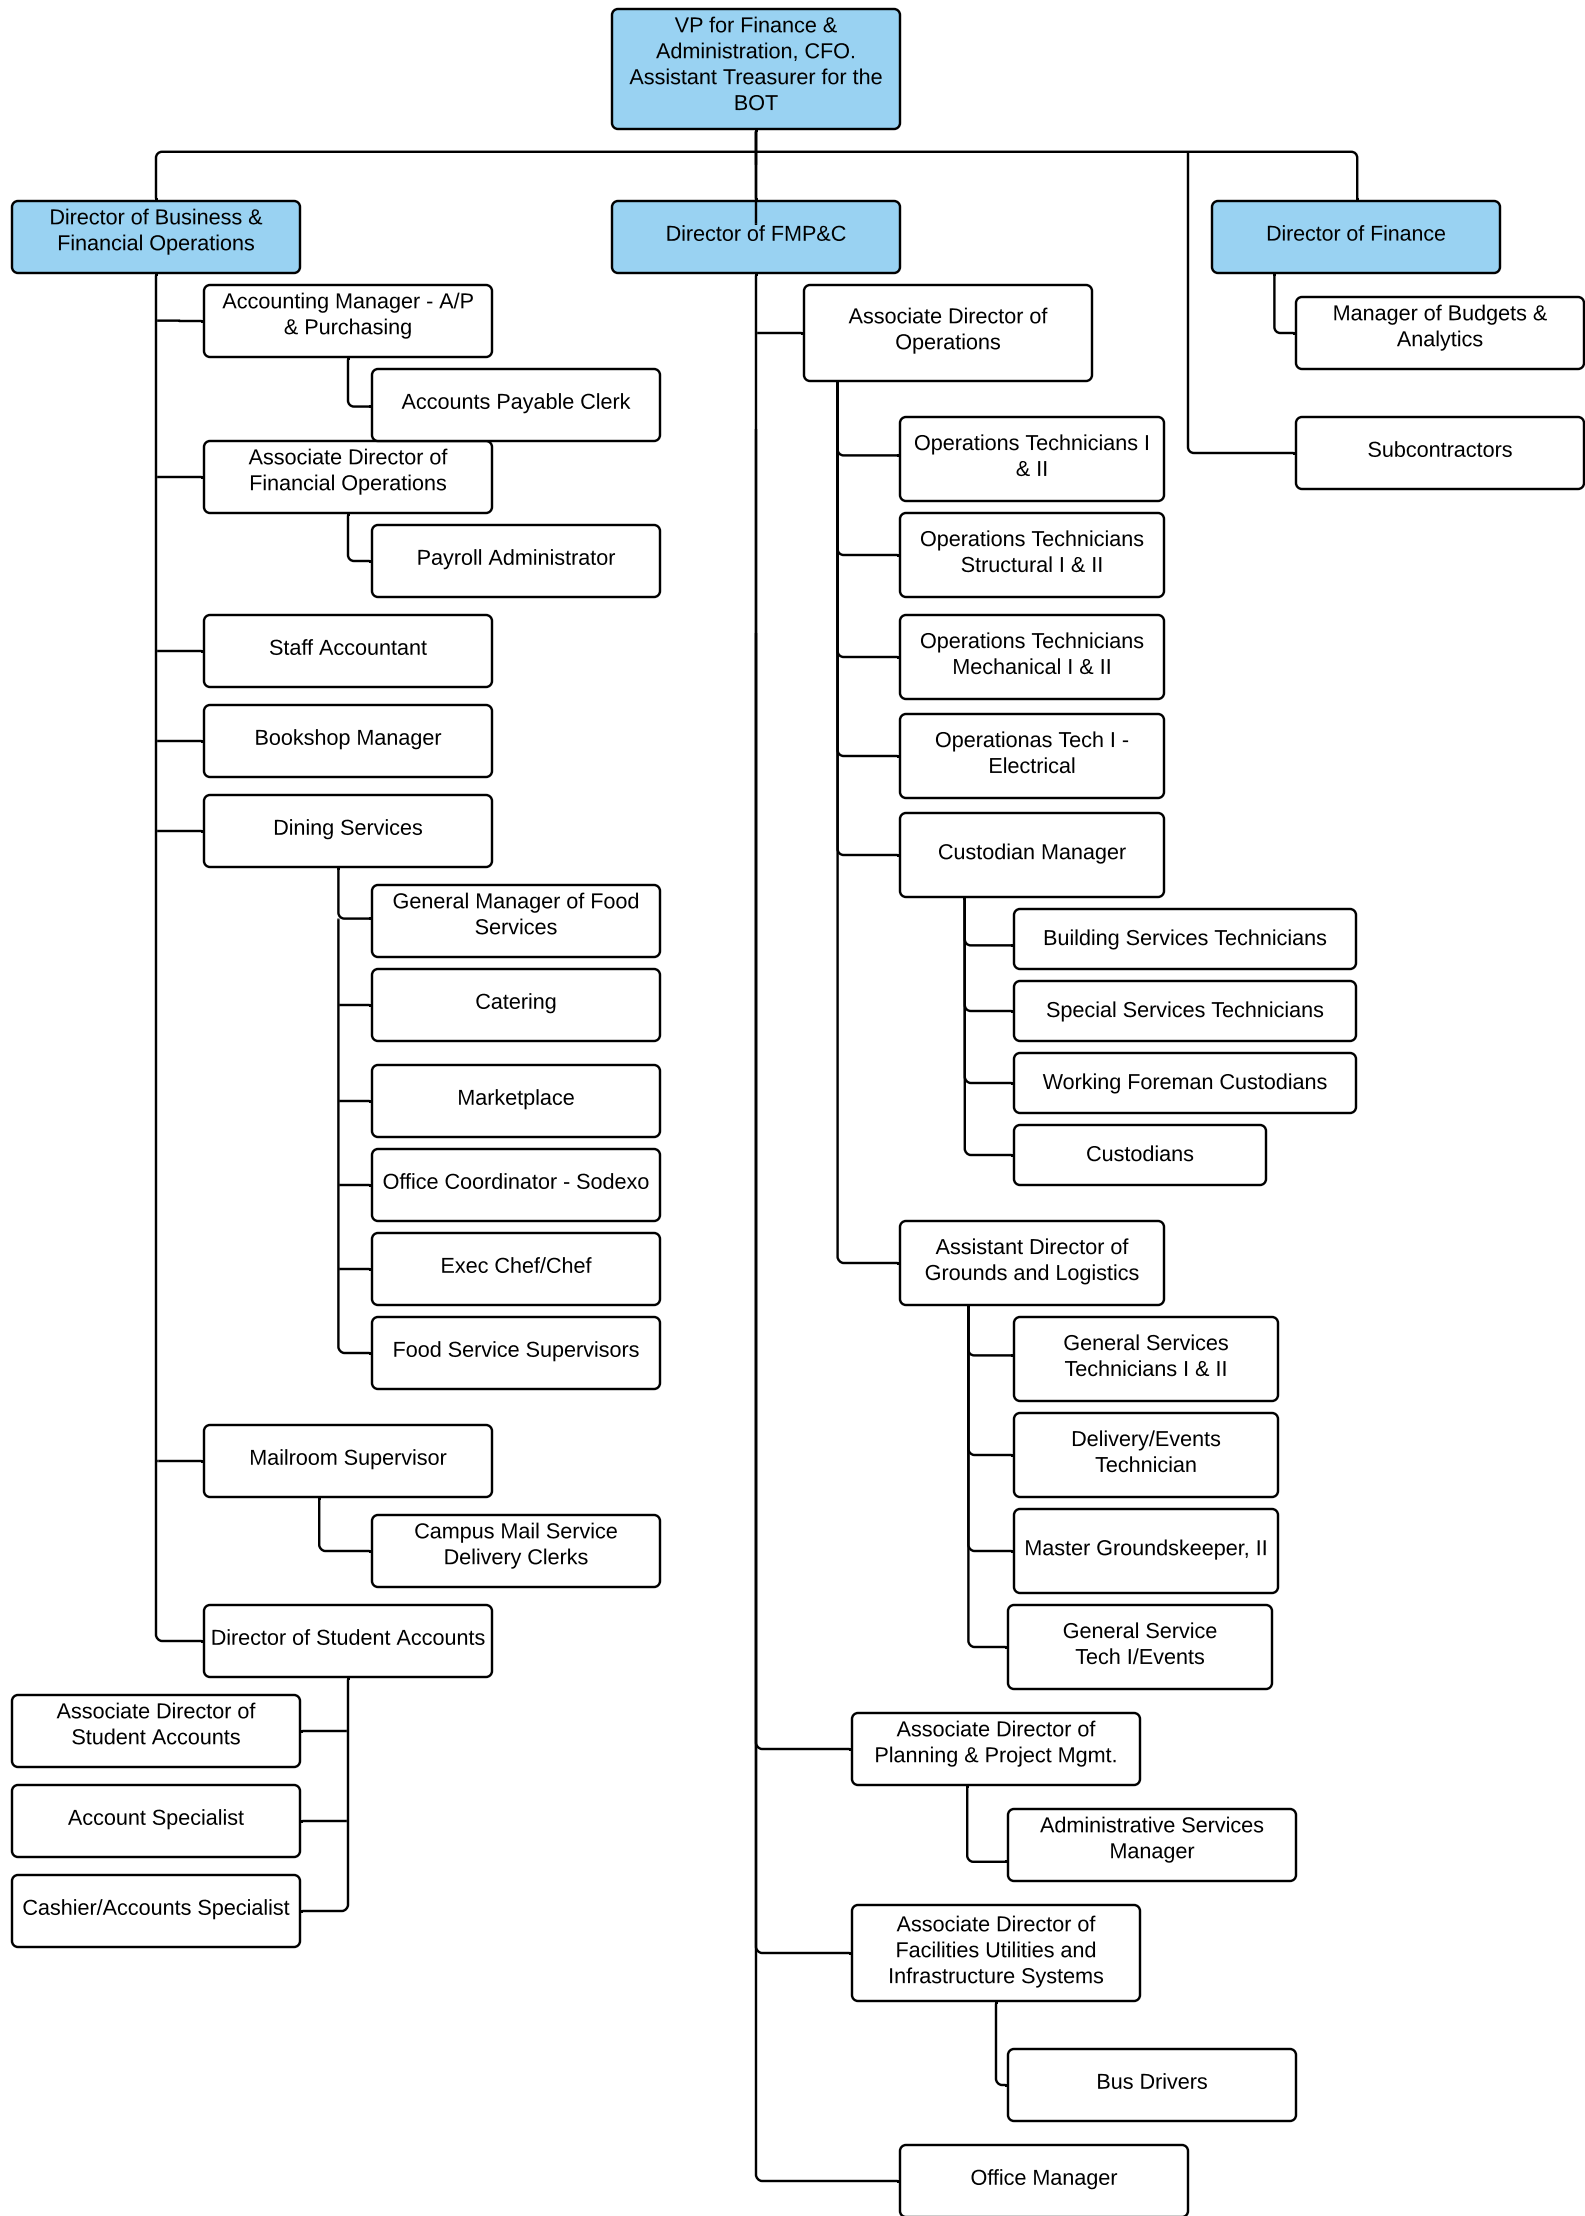 VP for Finance &
Administration, CFO.
Assistant Treasurer for the
BOT
Director of Business &
Financial Operations
Director of FMP&C
Director of Finance
Accounting Manager - A/P
& Purchasing
Accounts Payable Clerk
Associate Director of
Financial Operations
Payroll Administrator
Staff Accountant
Bookshop Manager
Dining Services
General Manager of Food
Services
Catering
Marketplace
Office Coordinator - Sodexo
Exec Chef/Chef
Food Service Supervisors
Mailroom Supervisor
Campus Mail Service
Delivery Clerks
Director of Student Accounts
Associate Director of
Student Accounts
Account Specialist
Cashier/Accounts Specialist
Associate Director of
Operations
Operations Technicians I
& II
Operations Technicians
Structural I & II
Operations Technicians
Mechanical I & II
Operationas Tech I -
Electrical
Custodian Manager
Building Services Technicians
Special Services Technicians
Working Foreman Custodians
Custodians
Assistant Director of
Grounds and Logistics
General Services
Technicians I & II
Delivery/Events
Technician
Master Groundskeeper, II
General Service
Tech I/Events
Associate Director of
Planning & Project Mgmt.
Administrative Services
Manager
Associate Director of
Facilities Utilities and
Infrastructure Systems
Bus Drivers
Office Manager
Manager of Budgets &
Analytics
Subcontractors